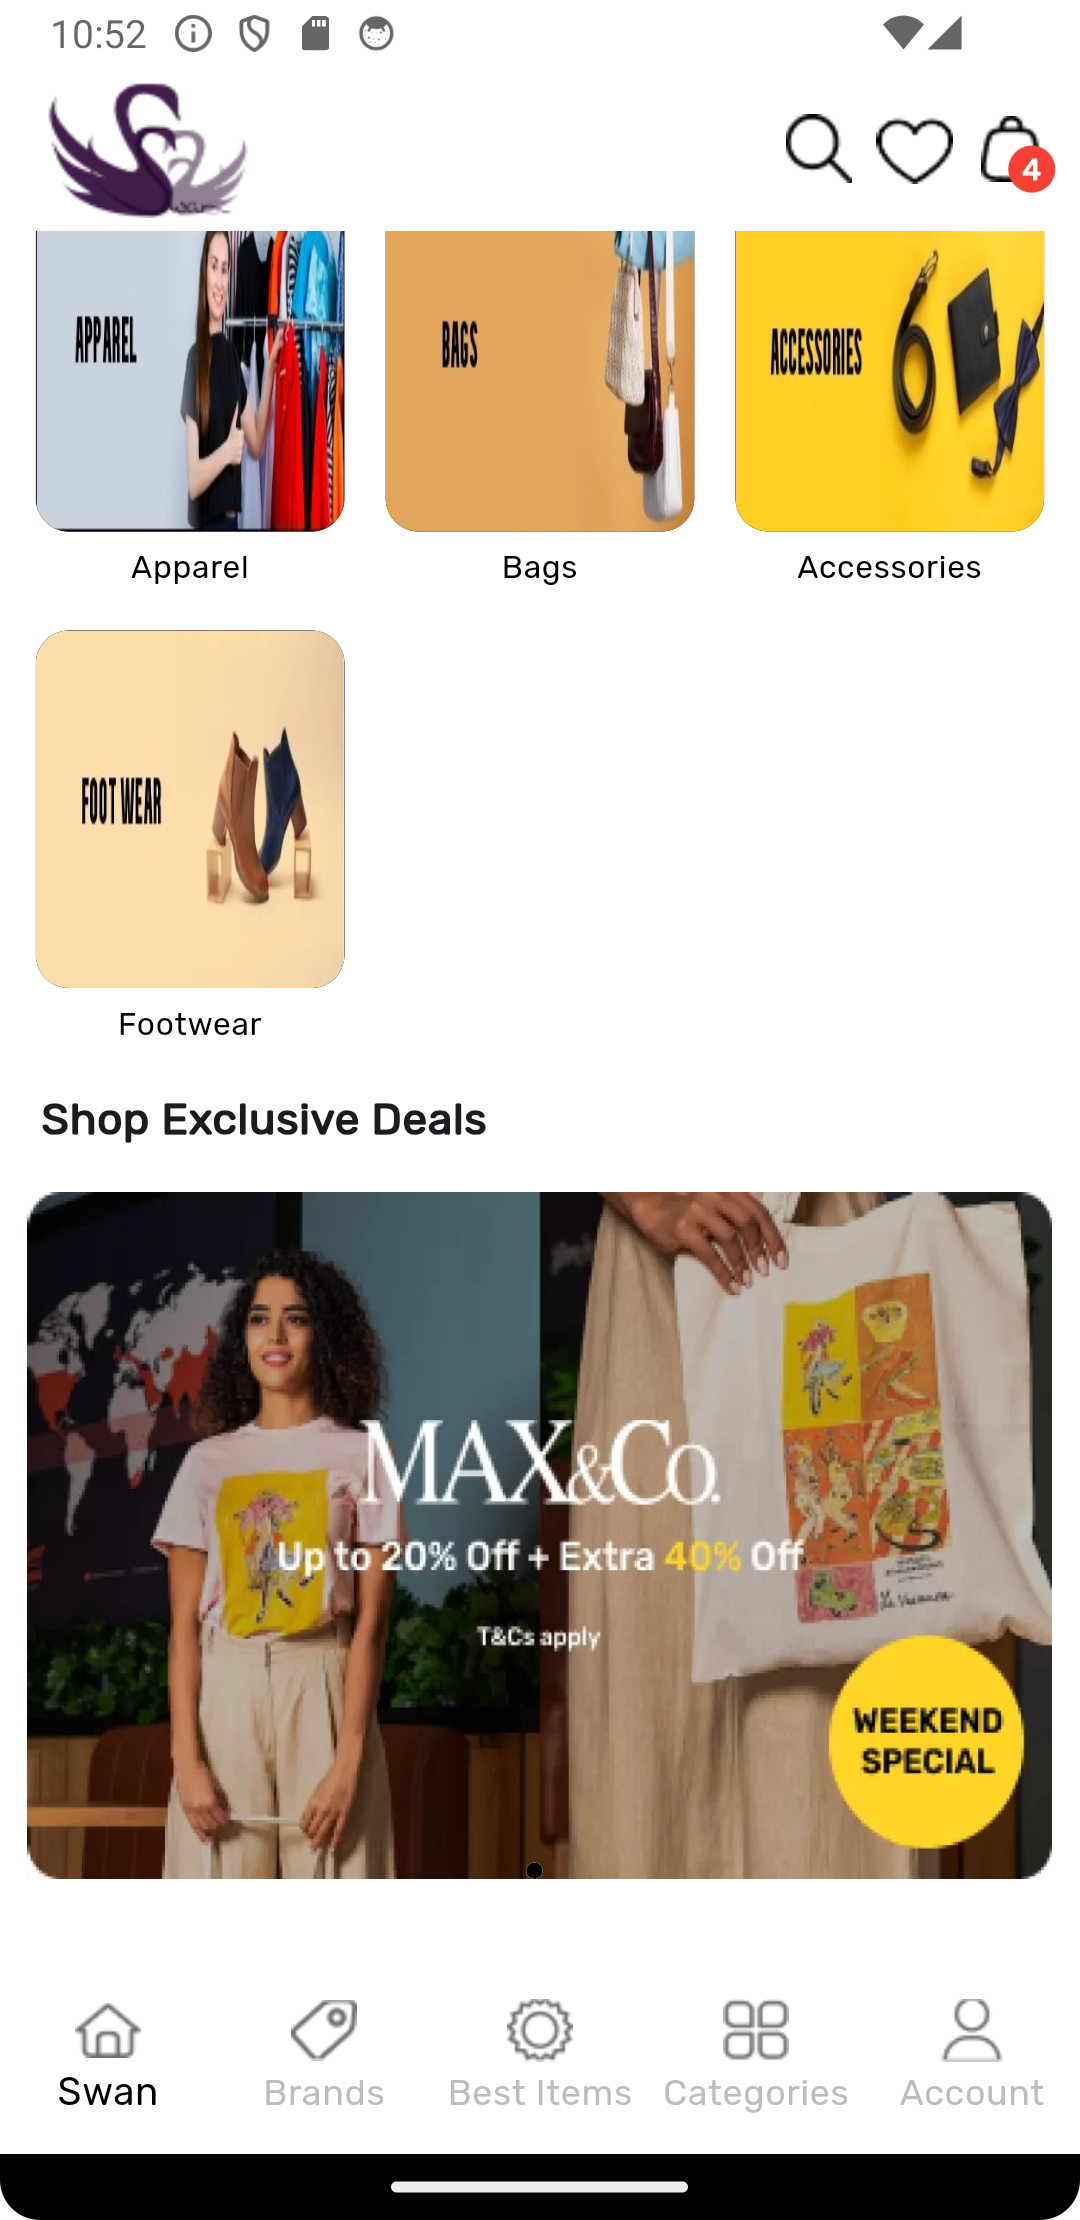 10:52
4
APPAREL
BAGS
ACCESSORIES
Apparel
Bags
Accessories
FOOT WEAR
Footwear
Shop Exclusive Deals
MAX&Co.
Up to 20% Off + Extra 40% Off
T&Cs apply
WEEKEND
SPECIAL
Swan
Brands
Best Items
Categories
Account